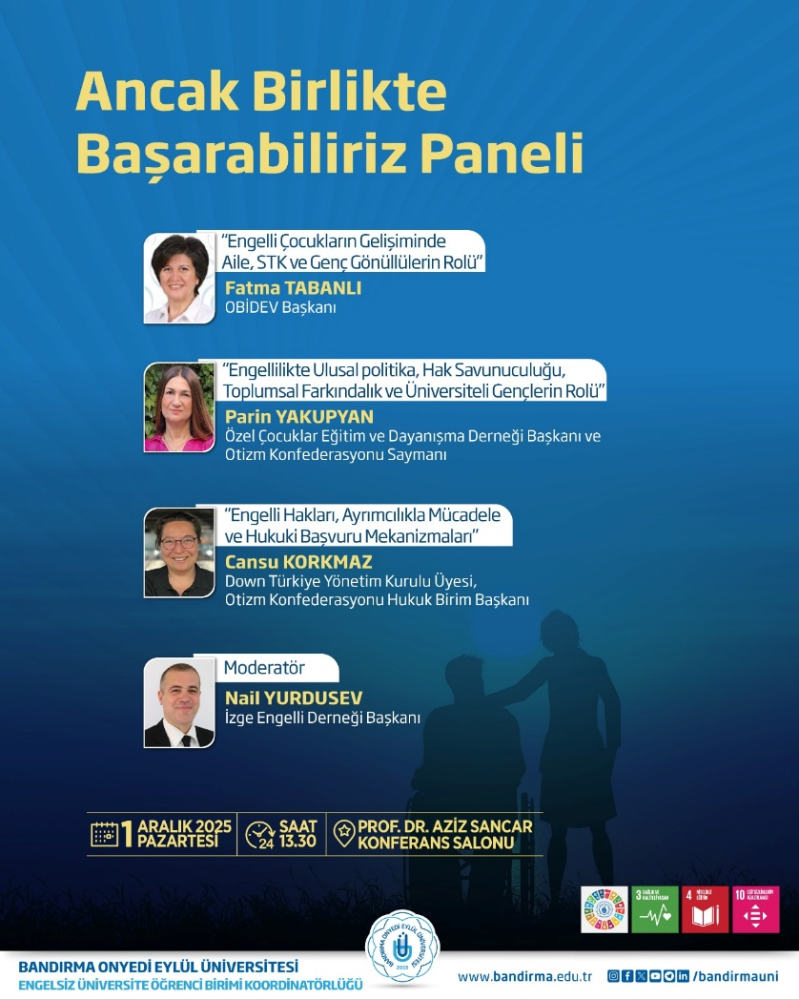 Ancak Birlikte
Başarabiliriz Paneli
“Engelli Çocukların Gelişiminde
Aile, STK ve Genç Gönüllülerin Rolü”
Fatma TABANLI
OBİDEV Başkanı
“Engellilikte Ulusal politika, Hak Savunuculuğu,
Toplumsal Farkındalık ve Üniversiteli Gençlerin Rolü”
Parin YAKUPYAN
Özel Çocuklar Eğitim ve Dayanışma Derneği Başkanı ve
Otizm Konfederasyonu Saymanı
“Engelli Hakları, Ayrımcılıkla Mücadele
ve Hukuki Başvuru Mekanizmaları”
Cansu KORKMAZ
Down Türkiye Yönetim Kurulu Üyesi,
Otizm Konfederasyonu Hukuk Birim Başkanı
Moderatör
Nail YURDUSEV
İzge Engelli Derneği Başkanı
1 ARALIK 2025
PAZARTESİ
24
SAAT
13.30
PROF. DR. AZİZ SANCAR
KONFERANS SALONU
3 SAĞLIK VE
KALİTELİ YAŞAM
4 NİTELİKLİ
EĞİTİM
10 EŞİTSİZLİKLERİN
AZALTILMASI
BANDIRMA ONYEDİ EYLÜL ÜNİVERSİTESİ
2015
BANDIRMA ONYEDİ EYLÜL ÜNİVERSİTESİ
ENGELSİZ ÜNİVERSİTE ÖĞRENCİ BİRİMİ KOORDİNATÖRLÜĞÜ
www.bandirma.edu.tr
/bandirmauni